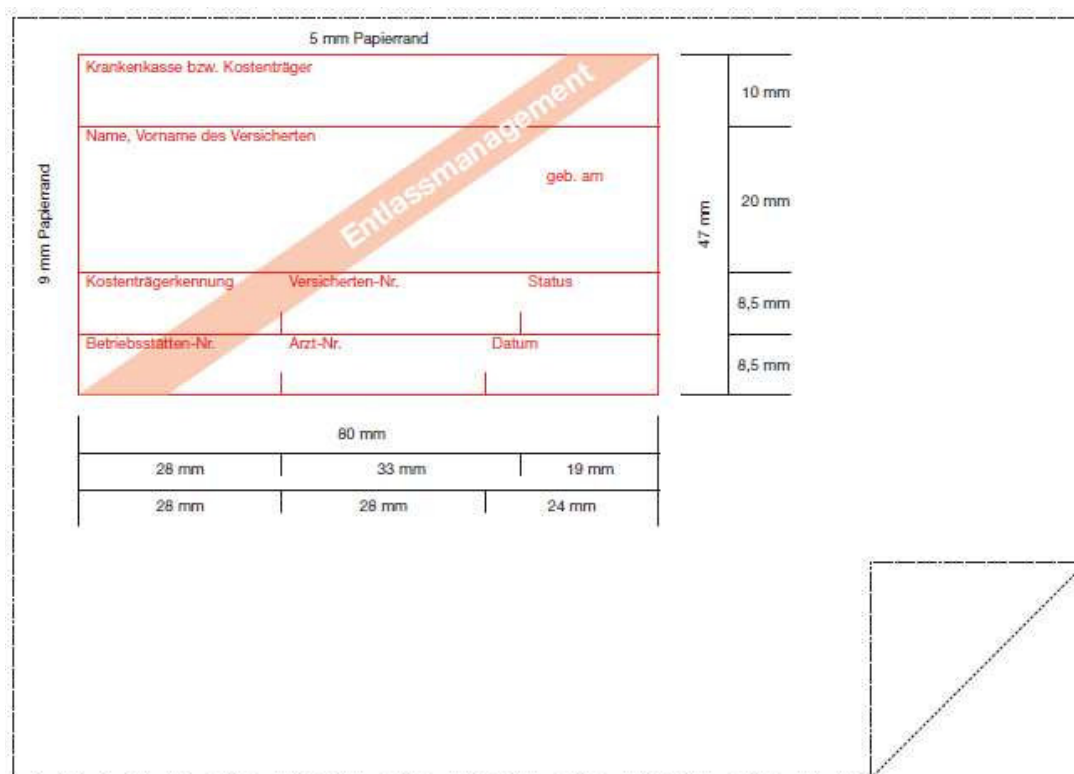 5 mm Papierrand
Krankenkasse bzw. Kostenträger
10 mm
Name, Vorname des Versicherten
Entlassmanagement
geb. am
9 mm Papierrand
47 mm
20 mm
Kostenträgerkennung Versicherten-Nr. Status
8,5 mm
Betriebsstätten-Nr. Arzt-Nr. Datum
8,5 mm
80 mm
28 mm 33 mm 19 mm
28 mm 28 mm 24 mm